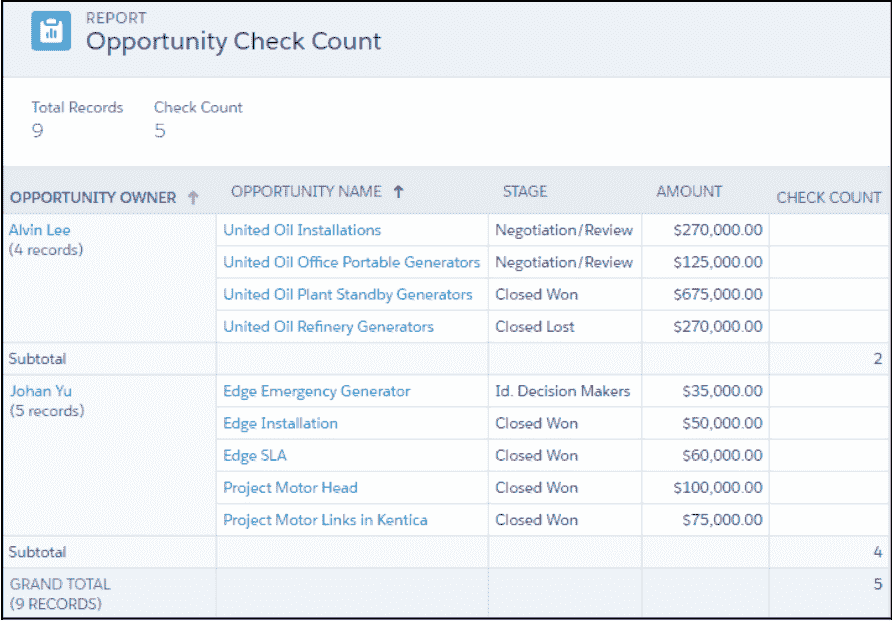 REPORT
Opportunity Check Count
Total Records Check Count
9 5
OPPORTUNITY OWNER ↑ OPPORTUNITY NAME ↑ STAGE AMOUNT CHECK COUNT
Alvin Lee United Oil Installations Negotiation/Review $270,000.00
(4 records)
United Oil Office Portable Generators Negotiation/Review $125,000.00
United Oil Plant Standby Generators Closed Won $675,000.00
United Oil Refinery Generators Closed Lost $270,000.00
Subtotal 2
Johan Yu Edge Emergency Generator Id. Decision Makers $35,000.00
(5 records)
Edge Installation Closed Won $50,000.00
Edge SLA Closed Won $60,000.00
Project Motor Head Closed Won $100,000.00
Project Motor Links in Kentica Closed Won $75,000.00
Subtotal 4
GRAND TOTAL 5
(9 RECORDS)